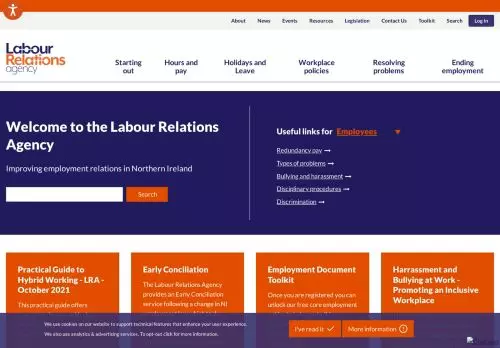 About News Events Resources Legislation Contact Us Toolkit Search Log In
Labour
Relations
agency
Starting out
Hours and pay
Holidays and Leave
Workplace policies
Resolving problems
Ending employment
Welcome to the Labour Relations
Agency
Improving employment relations in Northern Ireland
Search
Useful links for Employees
Redundancy pay
Types of problems
Bullying and harassment
Disciplinary procedures
Discrimination
Practical Guide to
Hybrid Working - LRA -
October 2021
This practical guide offers
Early Conciliation
The Labour Relations Agency
provides an Early Conciliation
service following a change in NI
Employment Document
Toolkit
Once you are registered you can
unlock our free core employment
Harrassment and
Bullying at Work -
Promoting an Inclusive
Workplace
We use cookies on our website to support technical features that enhance your user experience.
We also use analytics & advertising services. To opt-out click for more information.
I've read it
More information